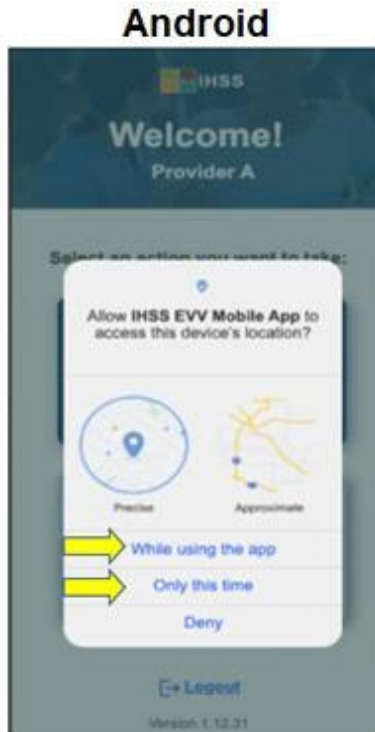 Android
IHSS
Welcome!
Provider A
Select an action you want to take:
Allow IHSS EVV Mobile App to
access this device's location?
Precise
Approximate
While using the app
Only this time
Deny
Logout
Version 1.12.31